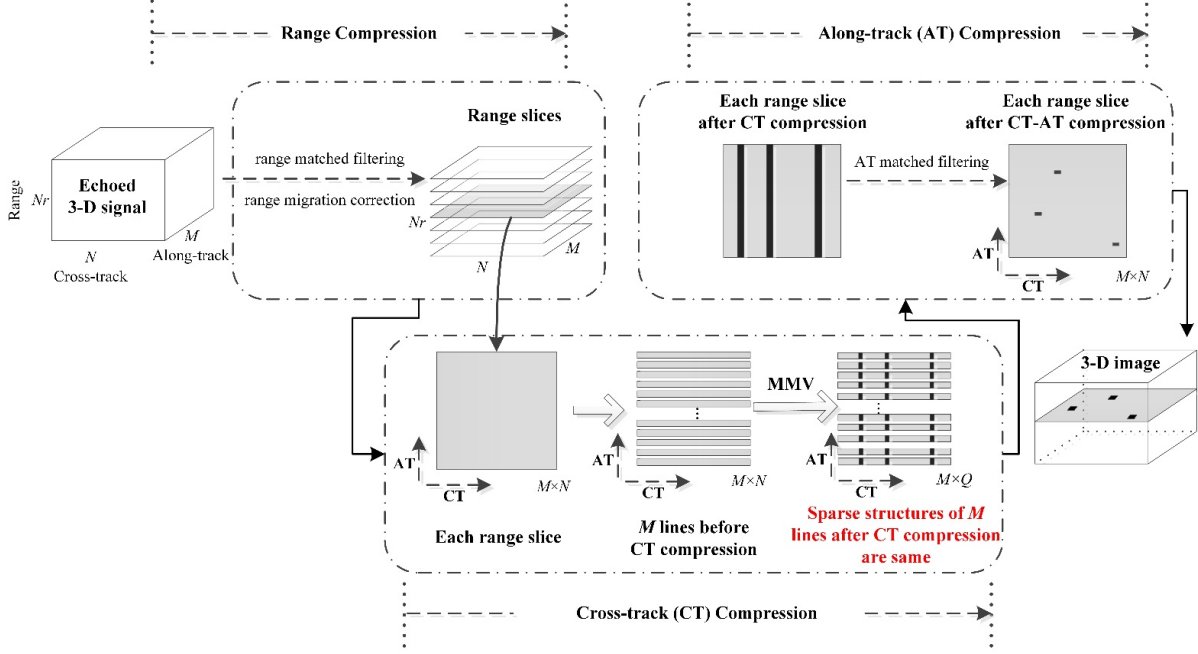 Range Compression
Along-track (AT) Compression
Range slices
Each range slice
after CT compression
Each range slice
after CT-AT compression
Range
Nr
Echoed
3-D signal
N
Cross-track
M
Along-track
range matched filtering
range migration correction
Nr
N
M
AT matched filtering
AT
CT
M×N
AT
CT
M×N
Each range slice
AT
CT
M×N
M lines before
CT compression
MMV
AT
CT
M×Q
Sparse structures of M
lines after CT compression
are same
3-D image
Cross-track (CT) Compression